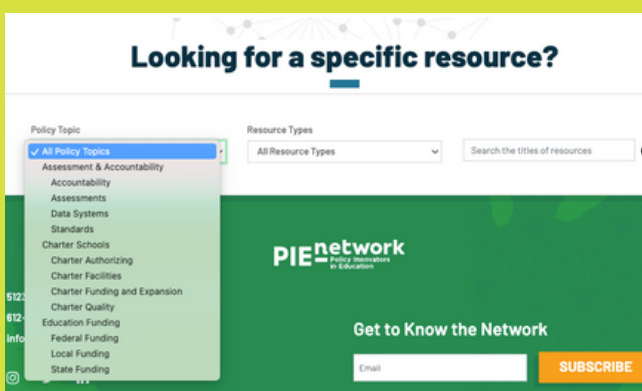 Looking for a specific resource?
Policy Topic
Resource Types
✓ All Policy Topics
All Resource Types
Search the titles of resources
Assessment & Accountability
Accountability
Assessments
Data Systems
Standards
Charter Schools
Charter Authorizing
Charter Facilities
Charter Funding and Expansion
Charter Quality
Education Funding
Federal Funding
Local Funding
State Funding
PIE network
Policy Innovators
in Education
5123
612-
info
Get to Know the Network
Email
SUBSCRIBE